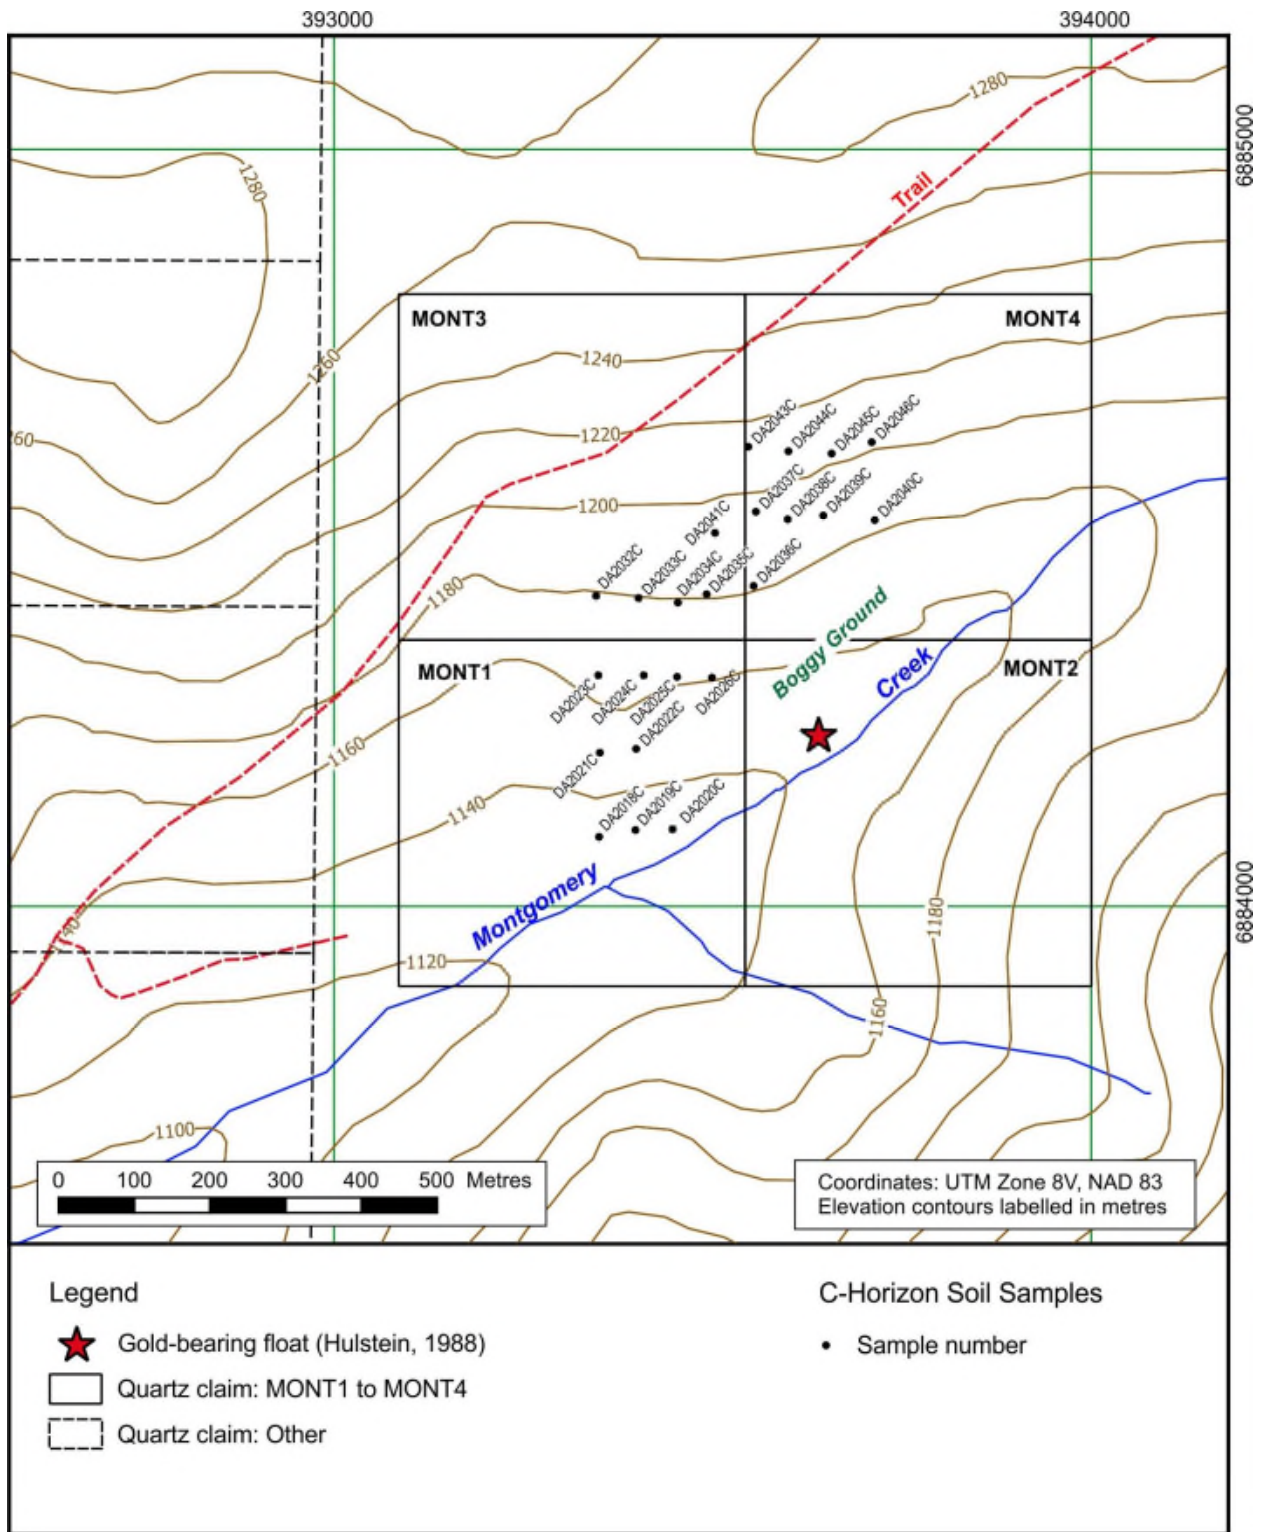 393000
394000
1280
6885000
Trail
1280
MONT3
MONT4
1260
1240
DA2043C
DA2044C
DA2045C
DA2046C
1220
60
DA2037C
DA2038C
DA2039C
DA2040C
1200
DA2041C
DA2032C
DA2033C
DA2034C
DA2035C
DA2036C
1180
Boggy Ground
MONT1
Creek
MONT2
DA2023C
DA2024C
DA2025C
DA2026C
DA2022C
1160
DA2021C
1140
DA2018C
DA2019C
DA2020C
Montgomery
1180
6884000
1140
1120
1160
1100
0 100 200 300 400 500 Metres
Coordinates: UTM Zone 8V, NAD 83
Elevation contours labelled in metres
Legend
Gold-bearing float (Hulstein, 1988)
Quartz claim: MONT1 to MONT4
Quartz claim: Other
C-Horizon Soil Samples
Sample number